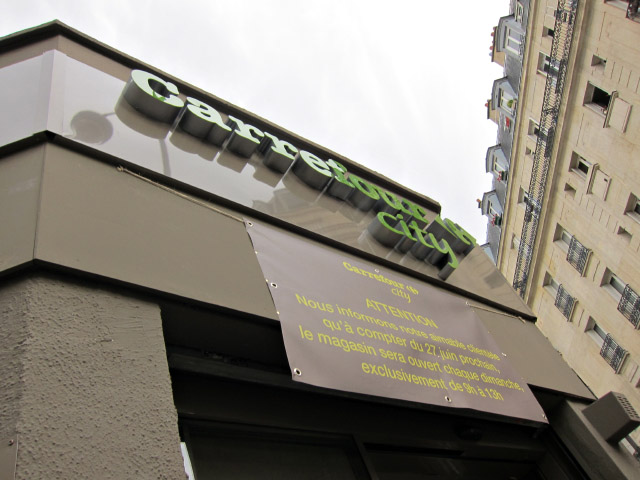 Carrefour
city
Carrefour
city
ATTENTION
Nous informons notre aimable clientèle
qu'à compter du 27 juin prochain,
le magasin sera ouvert chaque dimanche,
exclusivement de 9h à 13h